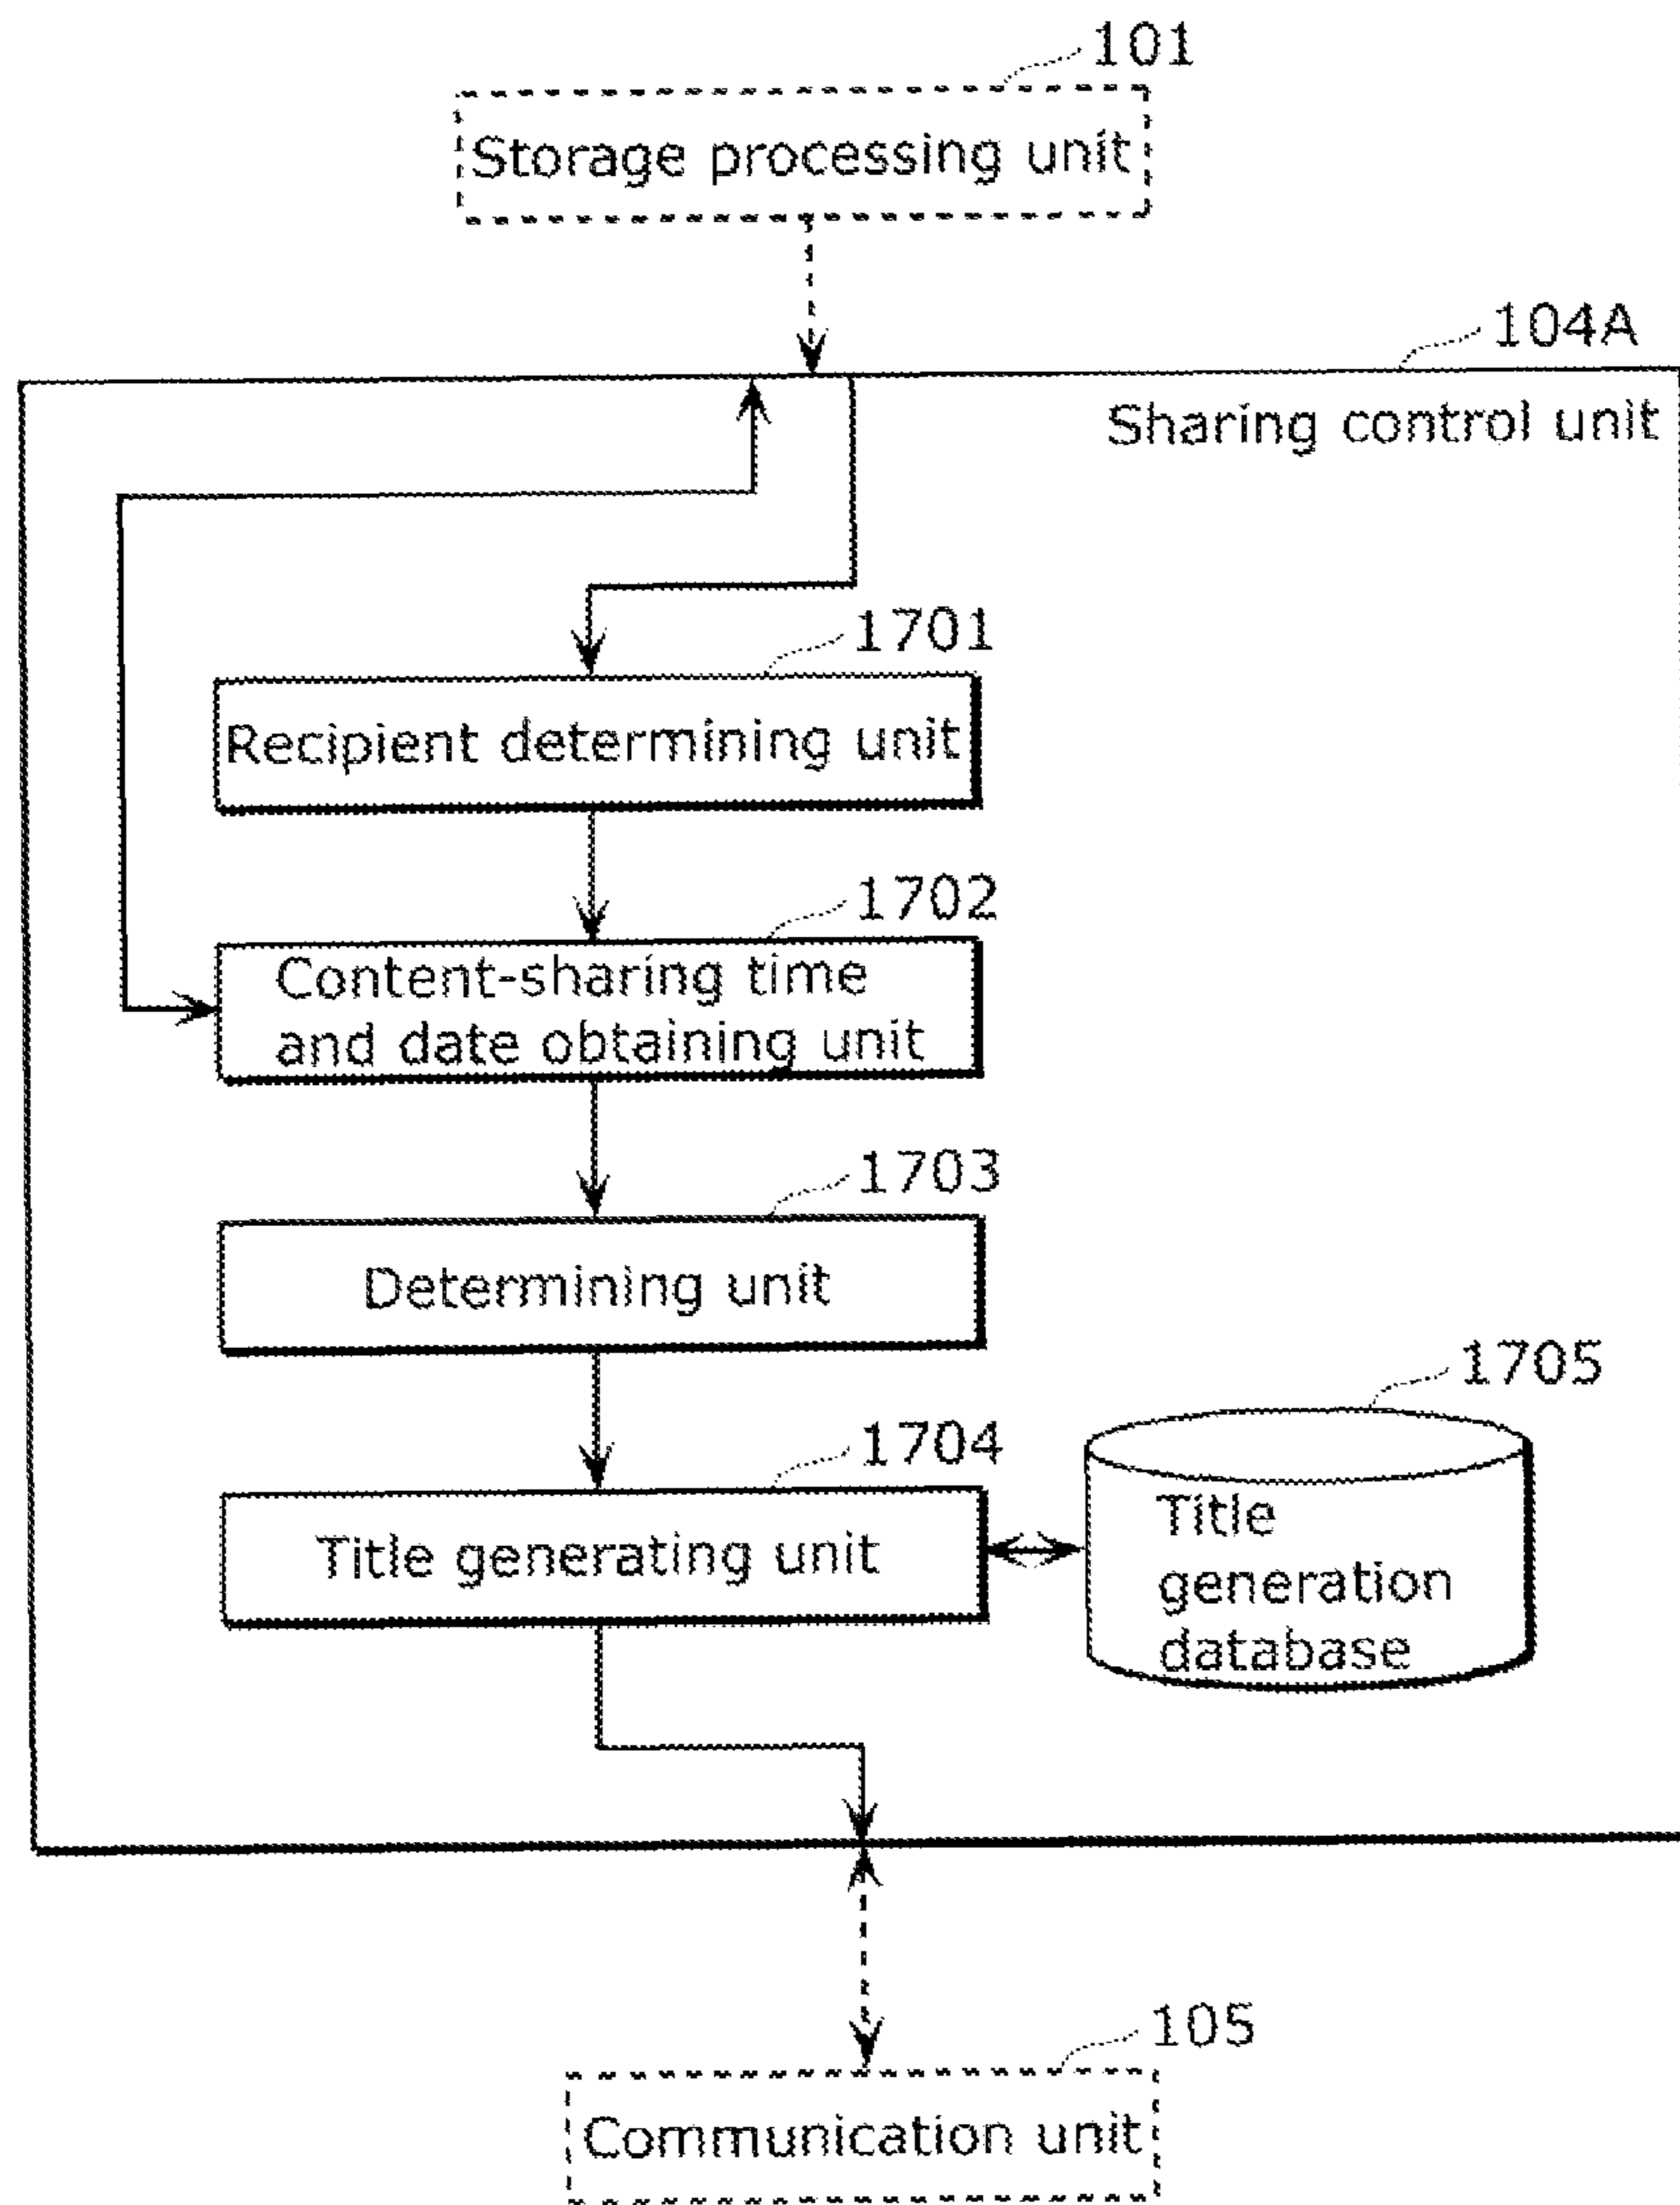 101
Storage processing unit
104A
Sharing control unit
1701
Recipient determining unit
1702
Content-sharing time
and date obtaining unit
1703
Determining unit
1704
Title generating unit
1705
Title
generation
database
105
Communication unit